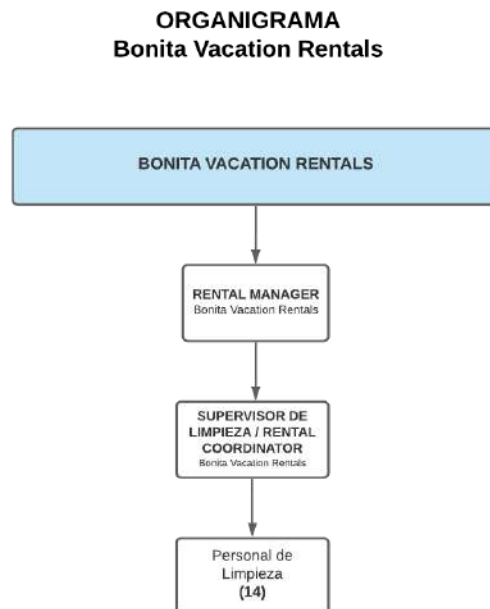 ORGANIGRAMA
Bonita Vacation Rentals
BONITA VACATION RENTALS
RENTAL MANAGER
Bonita Vacation Rentals
SUPERVISOR DE
LIMPIEZA / RENTAL
COORDINATOR
Bonita Vacation Rentals
Personal de
Limpieza
(14)